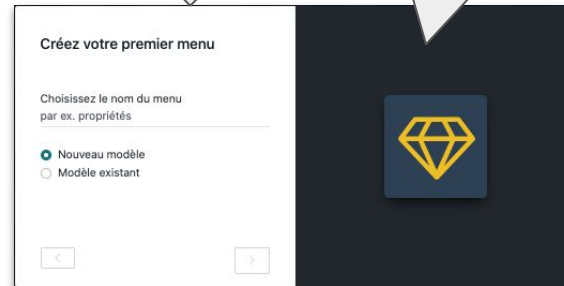 Créez votre premier menu
Choisissez le nom du menu
par ex. propriétés
Nouveau modèle
Modèle existant